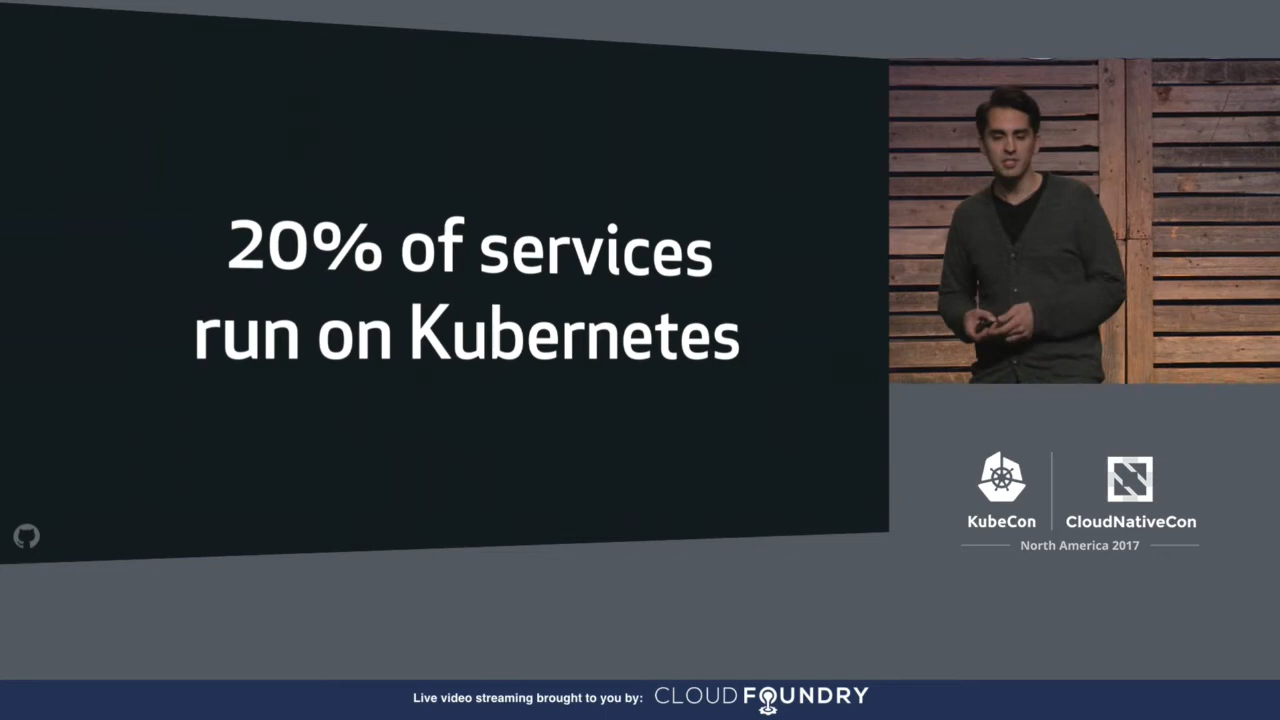 20% of services
run on Kubernetes
KubeCon
CloudNativeCon
North America 2017
Live video streaming brought to you by: CLOUD FOUNDRY